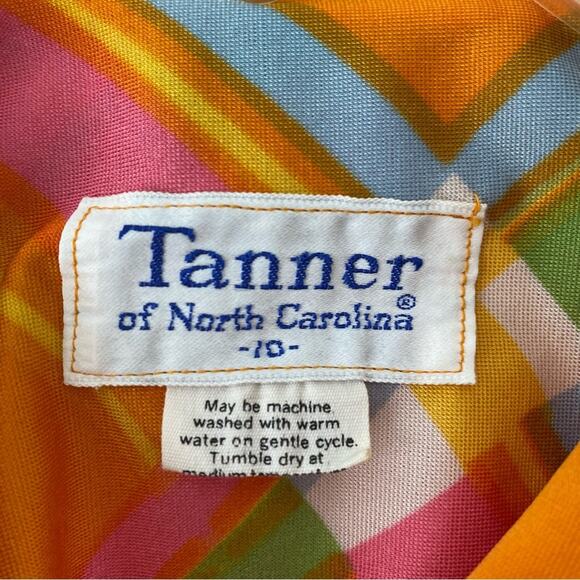 Tanner
of North Carolina®
-10-
May be machine
washed with warm
water on gentle cycle.
Tumble dry at